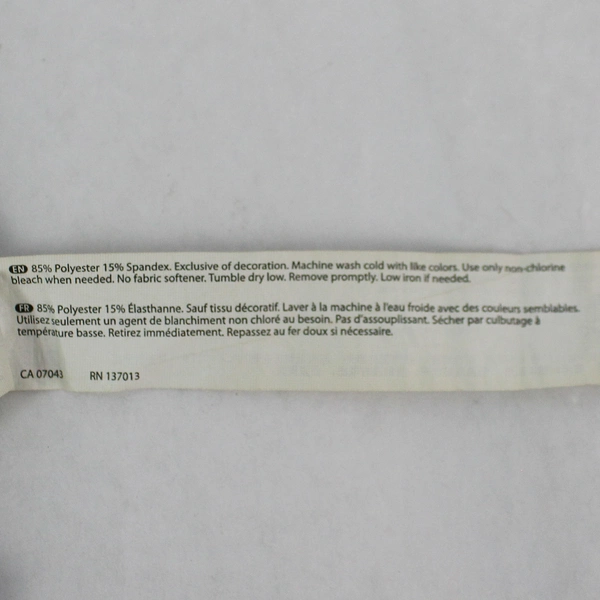 EN 85% Polyester 15% Spandex. Exclusive of decoration. Machine wash cold with like colors. Use only non-chlorine
bleach when needed. No fabric softener. Tumble dry low. Remove promptly. Low iron if needed.
FR 85% Polyester 15% Élasthanne. Sauf tissu décoratif. Laver à la machine à l'eau froide avec des couleurs semblables.
Utilisez seulement un agent de blanchiment non chloré au besoin. Pas d'assouplissant. Sécher par culbutage à
température basse. Retirez immédiatement. Repassez au fer doux si nécessaire.
CA 07043 RN 137013